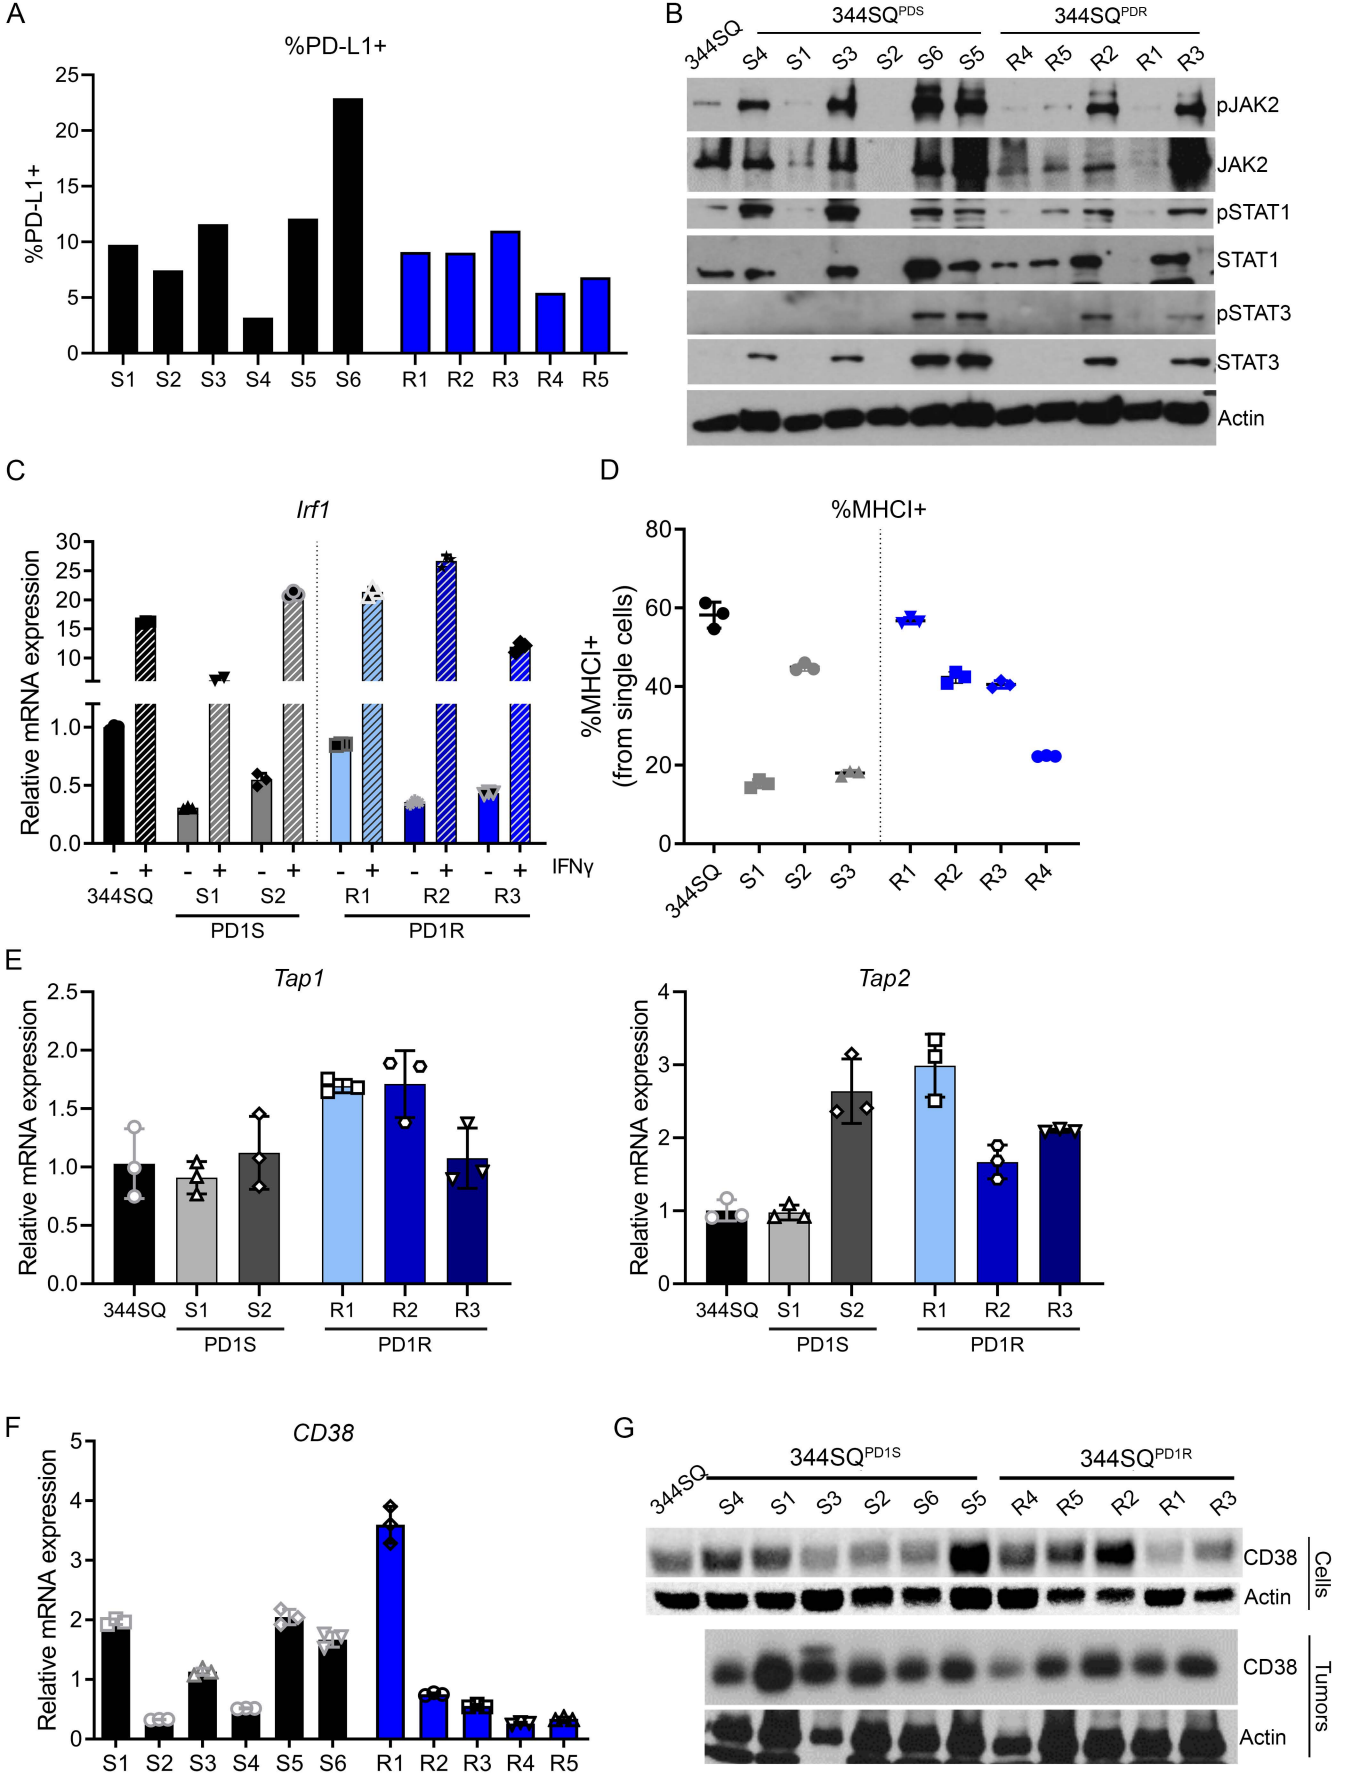 A
%PD-L1+
%PD-L1+
25
20
15
10
5
0
S1 S2 S3 S4 S5 S6 R1 R2 R3 R4 R5
B
344SQ^PDS 344SQ^PDR
344SQ S4 S1 S3 S2 S6 S5 R4 R5 R2 R1 R3
pJAK2
JAK2
pSTAT1
STAT1
pSTAT3
STAT3
Actin
C
Irf1
Relative mRNA expression
30
25
20
15
10
1.0
0.5
0.0
- + - + - + - + - + - + IFNγ
344SQ S1 S2 R1 R2 R3
PD1S PD1R
D
%MHCI+
%MHCI+
(from single cells)
80
60
40
20
0
344SQ S1 S2 S3 R1 R2 R3 R4
E
Tap1
Relative mRNA expression
2.5
2.0
1.5
1.0
0.5
0.0
344SQ S1 S2 R1 R2 R3
PD1S PD1R
Tap2
Relative mRNA expression
4
3
2
1
0
344SQ S1 S2 R1 R2 R3
PD1S PD1R
F
CD38
Relative mRNA expression
5
4
3
2
1
0
S1 S2 S3 S4 S5 S6 R1 R2 R3 R4 R5
G
344SQ^PD1S 344SQ^PD1R
344SQ S4 S1 S3 S2 S6 S5 R4 R5 R2 R1 R3
CD38
Actin
Cells
CD38
Actin
Tumors